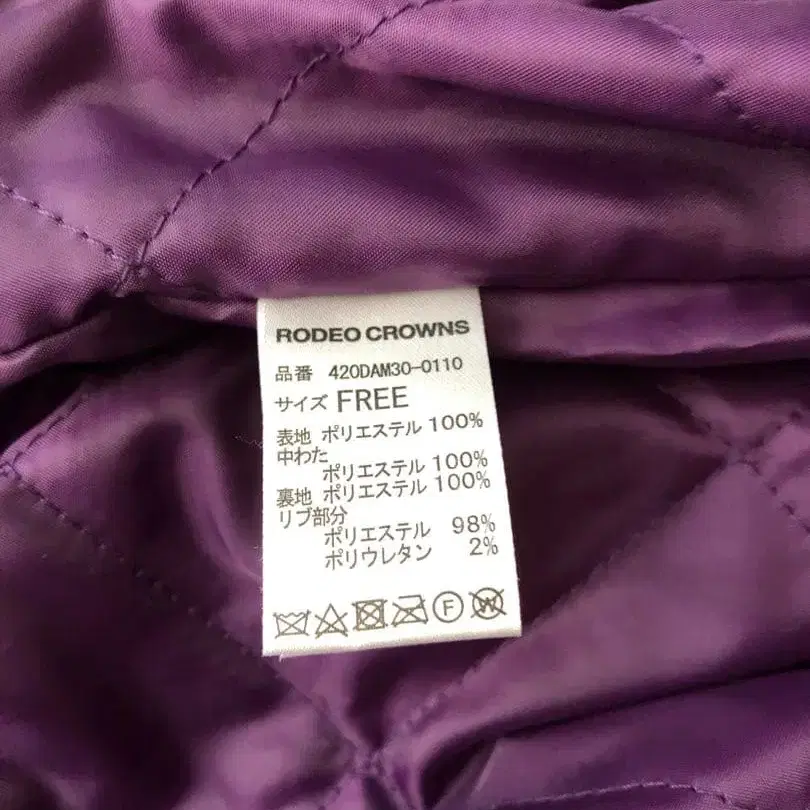 RODEO CROWNS
品番 420DAM30-0110
サイズ FREE
表地 ポリエステル 100%
中わた
ポリエステル 100%
裏地 ポリエステル 100%
リブ部分
ポリエステル 98%
ポリウレタン 2%
F W